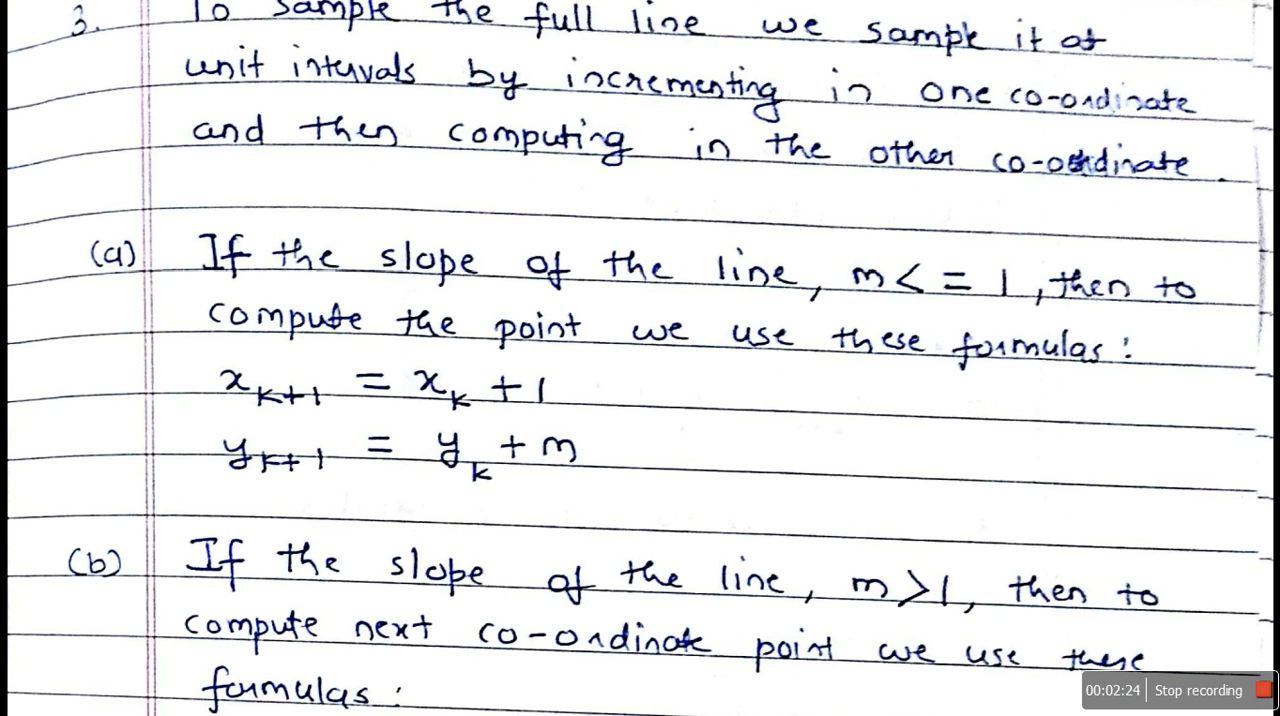 3. To sample the full line we sample it at
unit intervals by incrementing in one co-ordinate
and then computing in the other co-ordinate.
(a) If the slope of the line, m< = 1, then to
compute the point we use these formulas:
xₖ₊₁ = xₖ + 1
yₖ₊₁ = yₖ + m
(b) If the slope of the line, m>1, then to
compute next co-ordinate point we use these
formulas:
00:02:24 Stop recording